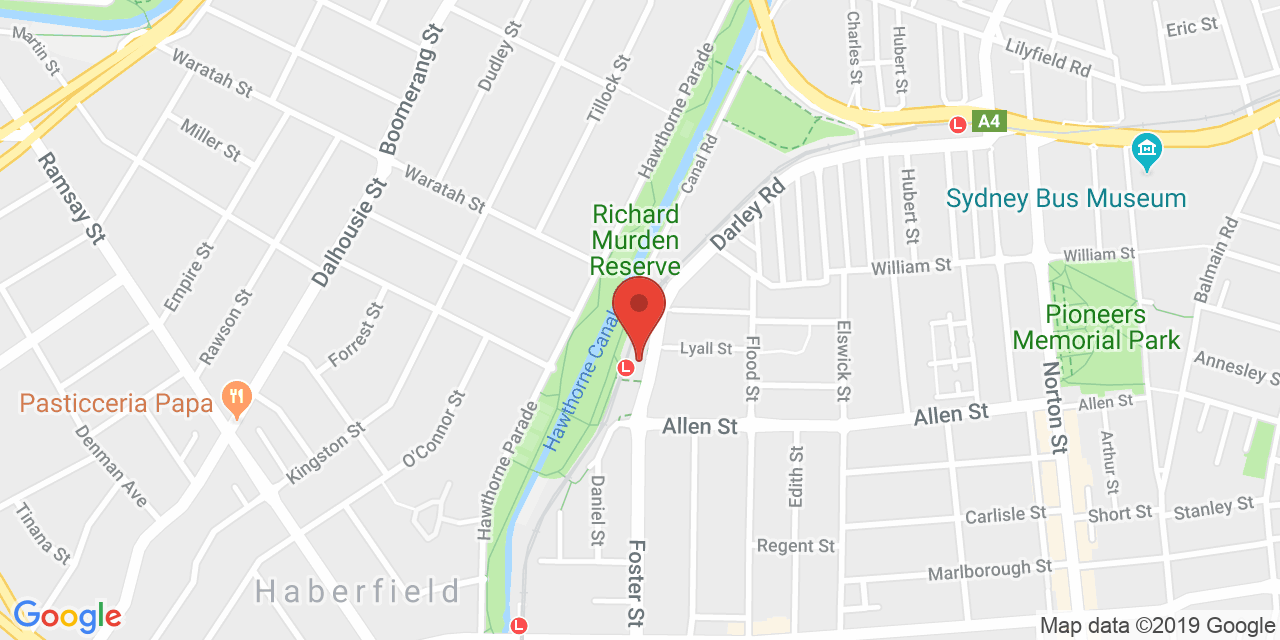 Martin St
Waratah St
Boomerang St
Dudley St
Tillock St
Hawthorne Parade
Charles St
Hubert St
Lilyfield Rd
Eric St
L
A4
Miller St
Canal Rd
Ramsay St
Waratah St
Dalhousie St
Darley Rd
Hubert St
Sydney Bus Museum
Richard
Murden
Reserve
Empire St
William St
William St
Balmain Rd
Rawson St
Forrest St
Hawthorne Canal
Lyall St
Flood St
Elswick St
Pioneers
Memorial Park
Annesley S
L
Pasticceria Papa
Norton St
O'Connor St
Kingston St
Denman Ave
Hawthorne Parade
Allen St
Allen St
Allen St
Arthur St
Edith St
Daniel St
Tinana St
Carlisle St
Short St
Stanley St
Regent St
Foster St
Marlborough St
Haberfield
Google
L
Map data ©2019 Google